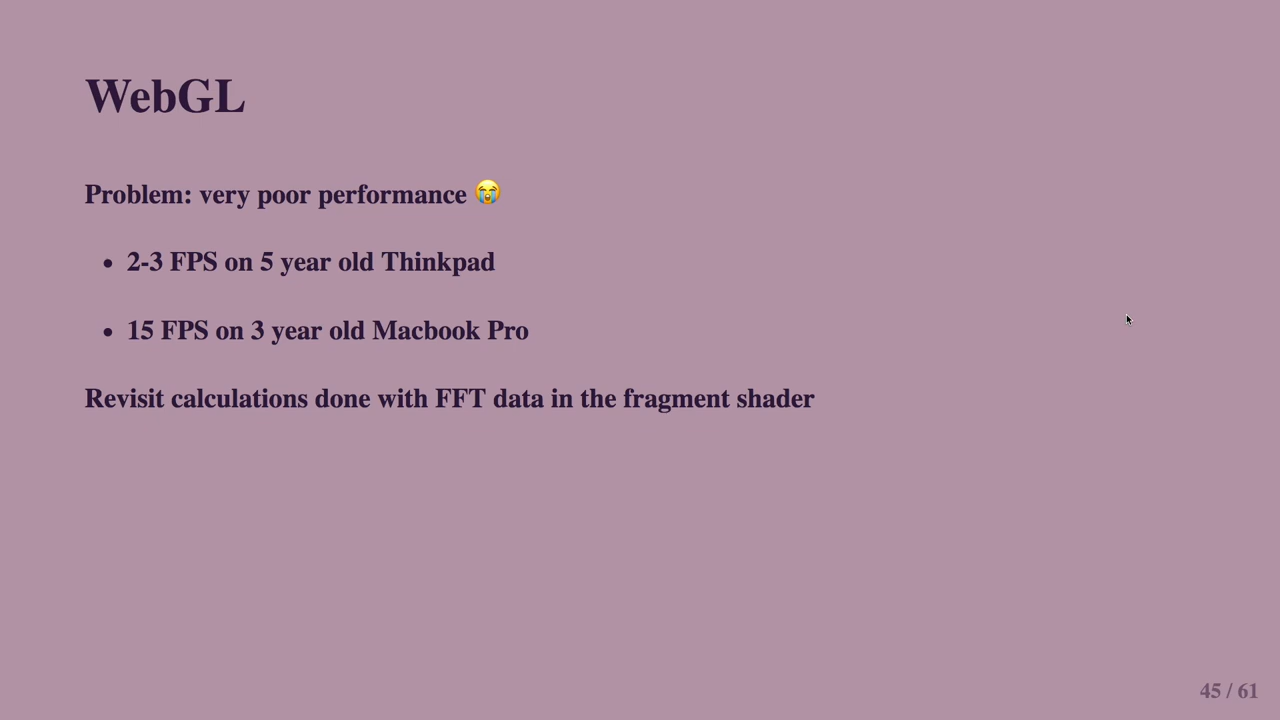 WebGL
Problem: very poor performance 😭
• 2-3 FPS on 5 year old Thinkpad
• 15 FPS on 3 year old Macbook Pro
Revisit calculations done with FFT data in the fragment shader
45 / 61